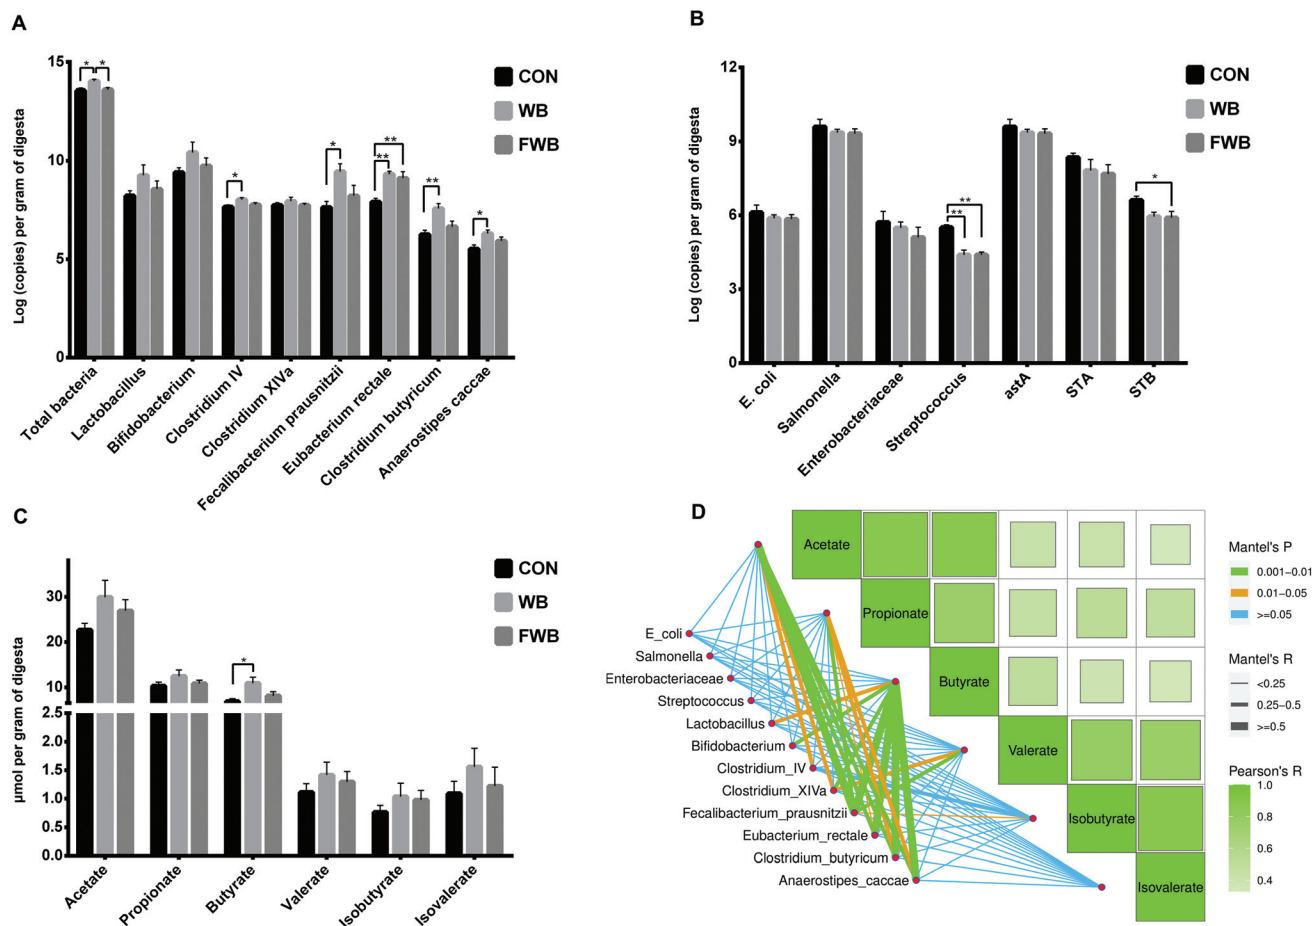 A
Log (copies) per gram of digesta
15
10
5
0
* *
*
*
**
**
**
*
CON
WB
FWB
Total bacteria
Lactobacillus
Bifidobacterium
Clostridium IV
Clostridium XIVa
Fecalibacterium prausnitzii
Eubacterium rectale
Clostridium butyricum
Anaerostipes caccae
B
Log (copies) per gram of digesta
12
9
6
3
0
**
**
*
CON
WB
FWB
E. coli
Salmonella
Enterobacteriaceae
Streptococcus
astA
STA
STB
C
µmol per gram of digesta
30
20
10
2.5
2.0
1.5
1.0
0.5
0.0
*
CON
WB
FWB
Acetate
Propionate
Butyrate
Valerate
Isobutyrate
Isovalerate
D
Acetate
Propionate
Butyrate
Valerate
Isobutyrate
Isovalerate
E_coli
Salmonella
Enterobacteriaceae
Streptococcus
Lactobacillus
Bifidobacterium
Clostridium_IV
Clostridium_XIVa
Fecalibacterium_prausnitzii
Eubacterium_rectale
Clostridium_butyricum
Anaerostipes_caccae
Mantel's P
0.001−0.01
0.01−0.05
>=0.05
Mantel's R
<0.25
0.25−0.5
>=0.5
Pearson's R
1.0
0.8
0.6
0.4